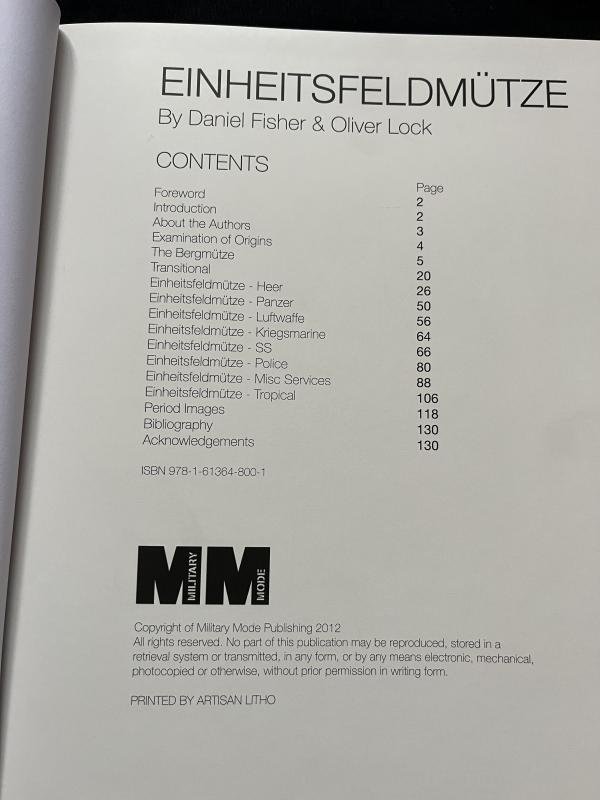 EINHEITSFELDMÜTZE
By Daniel Fisher & Oliver Lock
CONTENTS
Page
Foreword 2
Introduction 2
About the Authors 3
Examination of Origins 4
The Bergmütze 5
Transitional 20
Einheitsfeldmütze - Heer 26
Einheitsfeldmütze - Panzer 50
Einheitsfeldmütze - Luftwaffe 56
Einheitsfeldmütze - Kriegsmarine 64
Einheitsfeldmütze - SS 66
Einheitsfeldmütze - Police 80
Einheitsfeldmütze - Misc Services 88
Einheitsfeldmütze - Tropical 106
Period Images 118
Bibliography 130
Acknowledgements 130
ISBN 978-1-61364-800-1
MM
MILITARY
MODE
Copyright of Military Mode Publishing 2012
All rights reserved. No part of this publication may be reproduced, stored in a
retrieval system or transmitted, in any form, or by any means electronic, mechanical,
photocopied or otherwise, without prior permission in writing form.
PRINTED BY ARTISAN LITHO